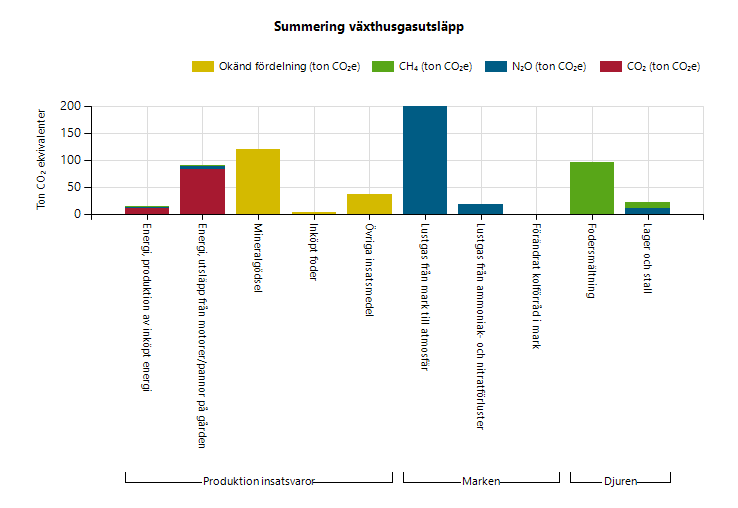 Summering växthusgasutsläpp
Okänd fördelning (ton CO₂e) CH₄ (ton CO₂e) N₂O (ton CO₂e) CO₂ (ton CO₂e)
Ton CO₂ ekvivalenter
200
150
100
50
0
Energi, produktion av inköpt energi
Energi, utsläpp från motorer/pannor på gården
Mineralgödsel
Inköpt foder
Övriga insatsmedel
Lustgas från mark till atmosfär
Lustgas från ammoniak- och nitratförluster
Förändrat kolförråd i mark
Fodersmältning
Lager och stall
Produktion insatsvaror Marken Djuren